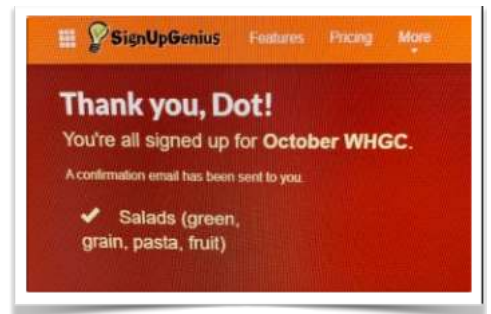 SignUpGenius Features Pricing More
Thank you, Dot!
You're all signed up for October WHGC.
A confirmation email has been sent to you.
✔ Salads (green,
grain, pasta, fruit)